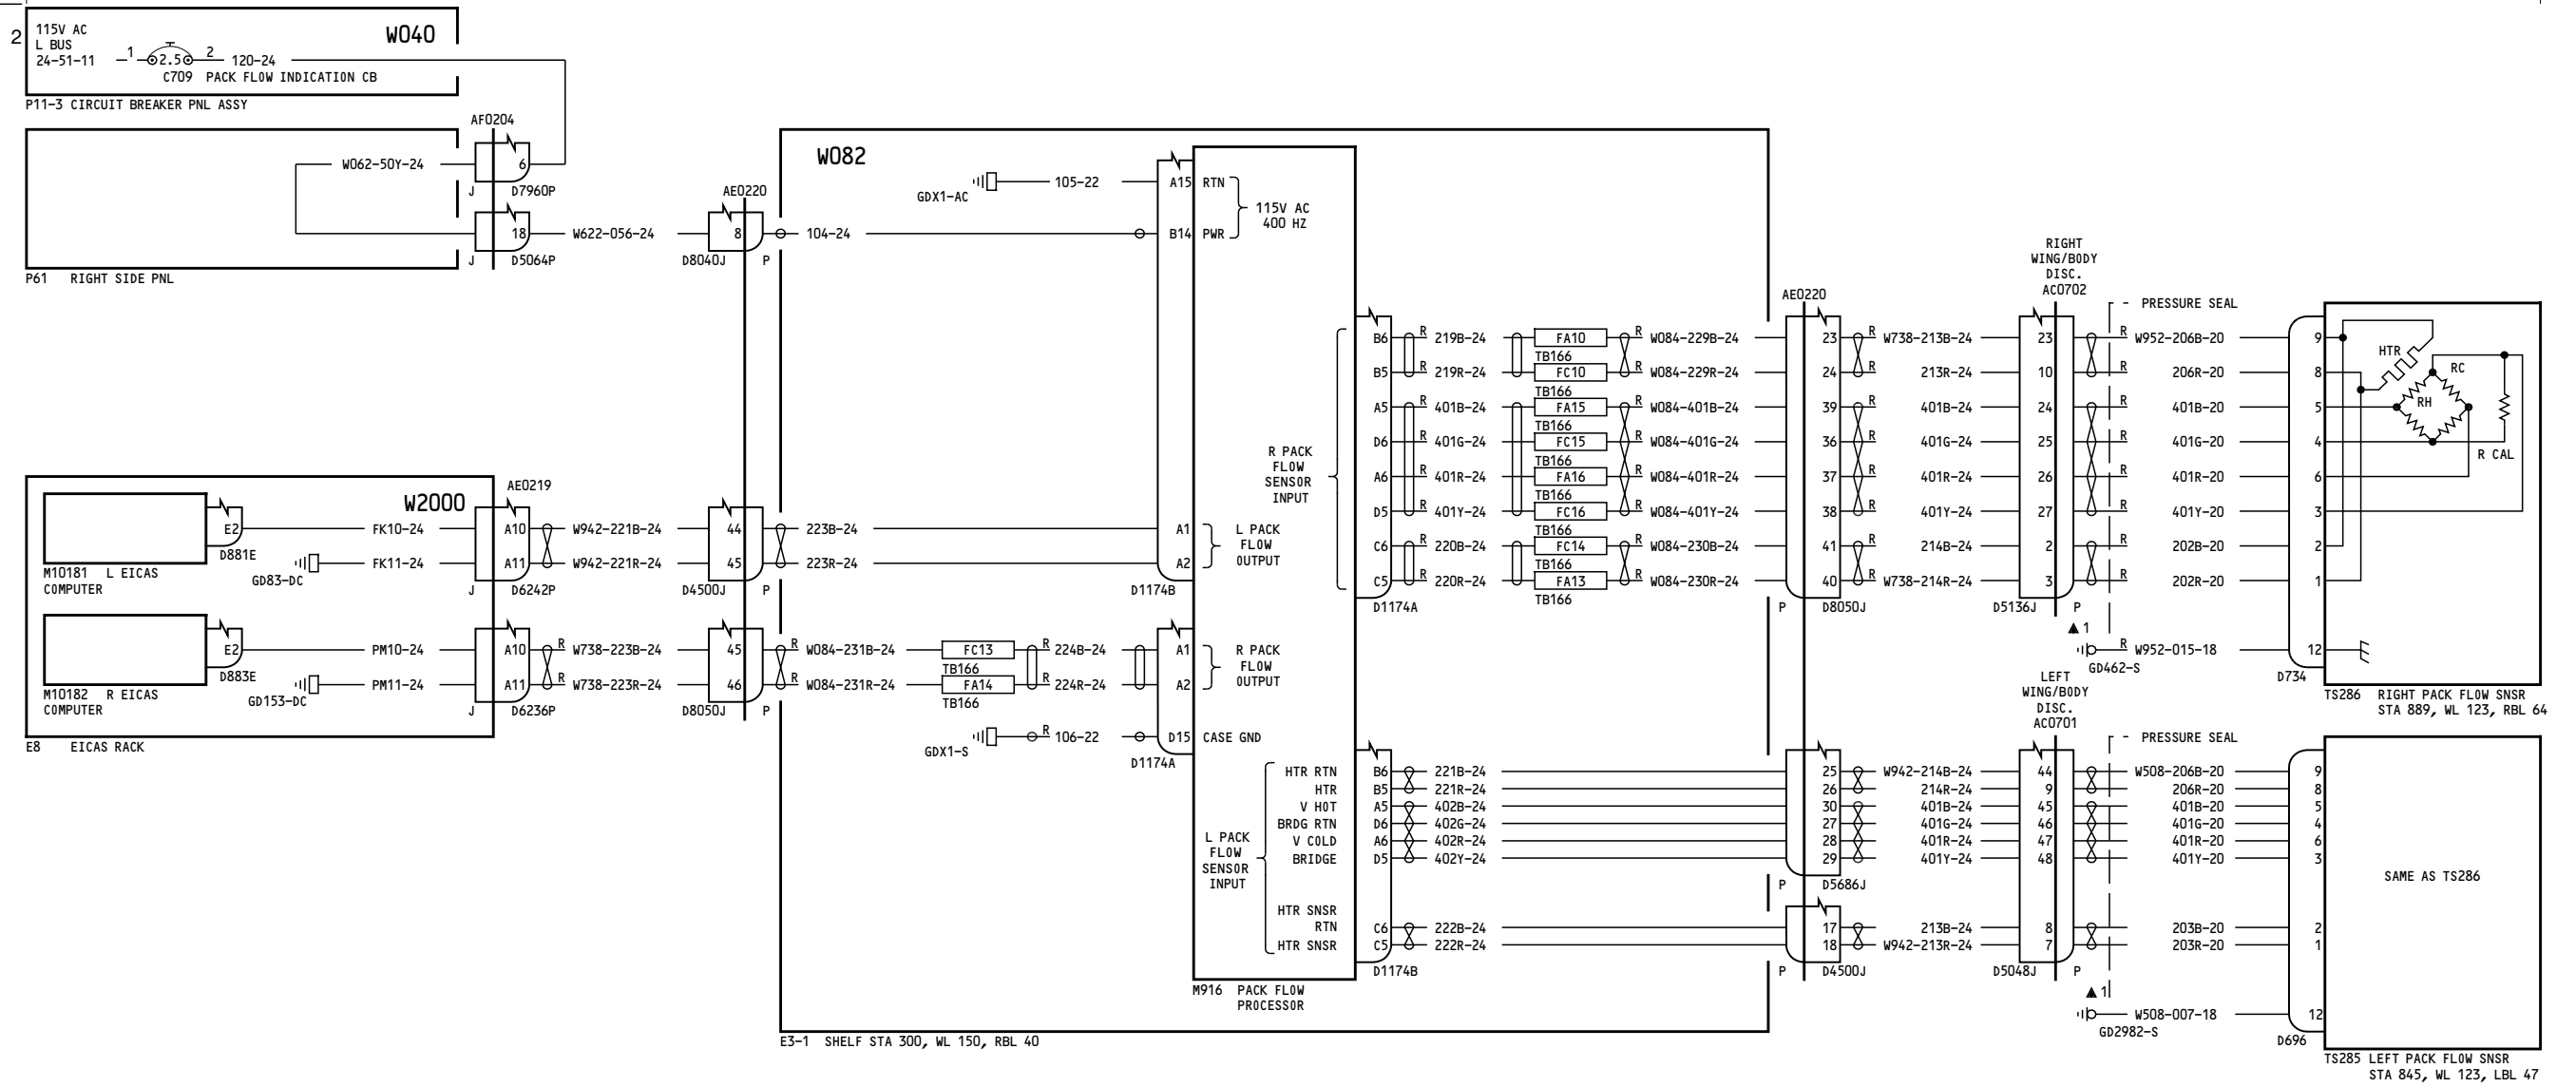 2
115V AC
L BUS
24-51-11
1
2.5
2
120-24
W040
C709 PACK FLOW INDICATION CB
P11-3 CIRCUIT BREAKER PNL ASSY
AF0204
W062-50Y-24
6
J
D7960P
18
J
D5064P
P61 RIGHT SIDE PNL
W622-056-24
AE0220
8
D8040J
P
W082
104-24
GDX1-AC
105-22
A15 RTN
B14 PWR
115V AC
400 HZ
W2000
AE0219
E2
D881E
FK10-24
GD83-DC
FK11-24
M10181 L EICAS
COMPUTER
A10
A11
J
D6242P
W942-221B-24
W942-221R-24
44
45
D4500J
P
223B-24
223R-24
A1
A2
L PACK
FLOW
OUTPUT
D1174B
E2
D883E
PM10-24
GD153-DC
PM11-24
M10182 R EICAS
COMPUTER
A10
A11
J
D6236P
R
W738-223B-24
R
W738-223R-24
45
46
D8050J
P
R
W084-231B-24
R
W084-231R-24
FC13
TB166
FA14
TB166
R
224B-24
R
224R-24
A1
A2
R PACK
FLOW
OUTPUT
E8 EICAS RACK
GDX1-S
R
106-22
D15 CASE GND
D1174A
R PACK
FLOW
SENSOR
INPUT
B6 R 219B-24 FA10 R W084-229B-24
TB166
B5 R 219R-24 FC10 R W084-229R-24
TB166
A5 R 401B-24 FA15 R W084-401B-24
TB166
D6 R 401G-24 FC15 R W084-401G-24
TB166
A6 R 401R-24 FA16 R W084-401R-24
TB166
D5 R 401Y-24 FC16 R W084-401Y-24
TB166
C6 R 220B-24 FC14 R W084-230B-24
TB166
C5 R 220R-24 FA13 R W084-230R-24
TB166
D1174A
AE0220
RIGHT
WING/BODY
DISC.
AC0702
PRESSURE SEAL
23 R W738-213B-24 23 R W952-206B-20 9
24 R 213R-24 10 R 206R-20 8
39 R 401B-24 24 R 401B-20 5
36 R 401G-24 25 R 401G-20 4
37 R 401R-24 26 R 401R-20 6
38 R 401Y-24 27 R 401Y-20 3
41 R 214B-24 2 R 202B-20 2
40 R W738-214R-24 3 R 202R-20 1
P
D8050J
D5136J
P
1
R W952-015-18 12
GD462-S
D734
HTR
RC
RH
R CAL
TS286 RIGHT PACK FLOW SNSR
STA 889, WL 123, RBL 64
L PACK
FLOW
SENSOR
INPUT
HTR RTN B6 221B-24
HTR B5 221R-24
V HOT A5 402B-24
BRDG RTN D6 402G-24
V COLD A6 402R-24
BRIDGE D5 402Y-24
HTR SNSR
RTN C6 222B-24
HTR SNSR C5 222R-24
D1174B
M916 PACK FLOW
PROCESSOR
E3-1 SHELF STA 300, WL 150, RBL 40
LEFT
WING/BODY
DISC.
AC0701
PRESSURE SEAL
25 W942-214B-24 44 W508-206B-20 9
26 214R-24 9 206R-20 8
30 401B-24 45 401B-20 5
27 401G-24 46 401G-20 4
28 401R-24 47 401R-20 6
29 401Y-24 48 401Y-20 3
P
D5686J
17 213B-24 8 203B-20 2
18 W942-213R-24 7 203R-20 1
P
D4500J
D5048J
P
1
W508-007-18 12
GD2982-S
D696
SAME AS TS286
TS285 LEFT PACK FLOW SNSR
STA 845, WL 123, LBL 47